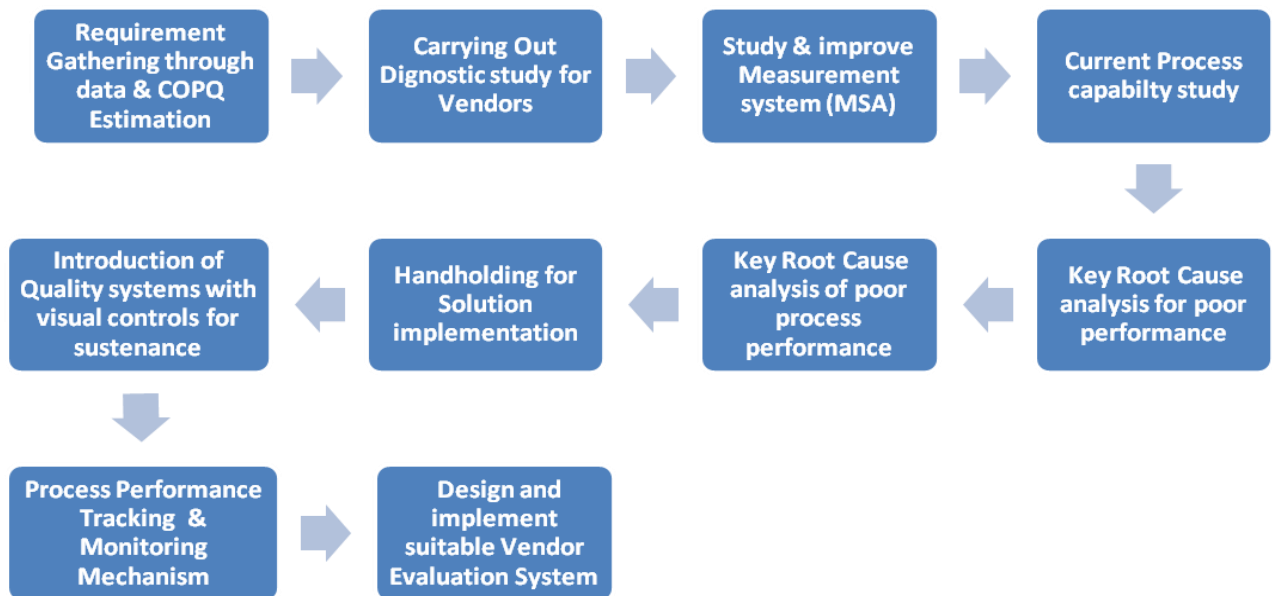 Requirement
Gathering through
data & COPQ
Estimation
Carrying Out
Dignostic study for
Vendors
Study & improve
Measurement
system (MSA)
Current Process
capabilty study
Key Root Cause
analysis for poor
performance
Key Root Cause
analysis of poor
process
performance
Handholding for
Solution
implementation
Introduction of
Quality systems with
visual controls for
sustenance
Process Performance
Tracking &
Monitoring
Mechanism
Design and
implement
suitable Vendor
Evaluation System